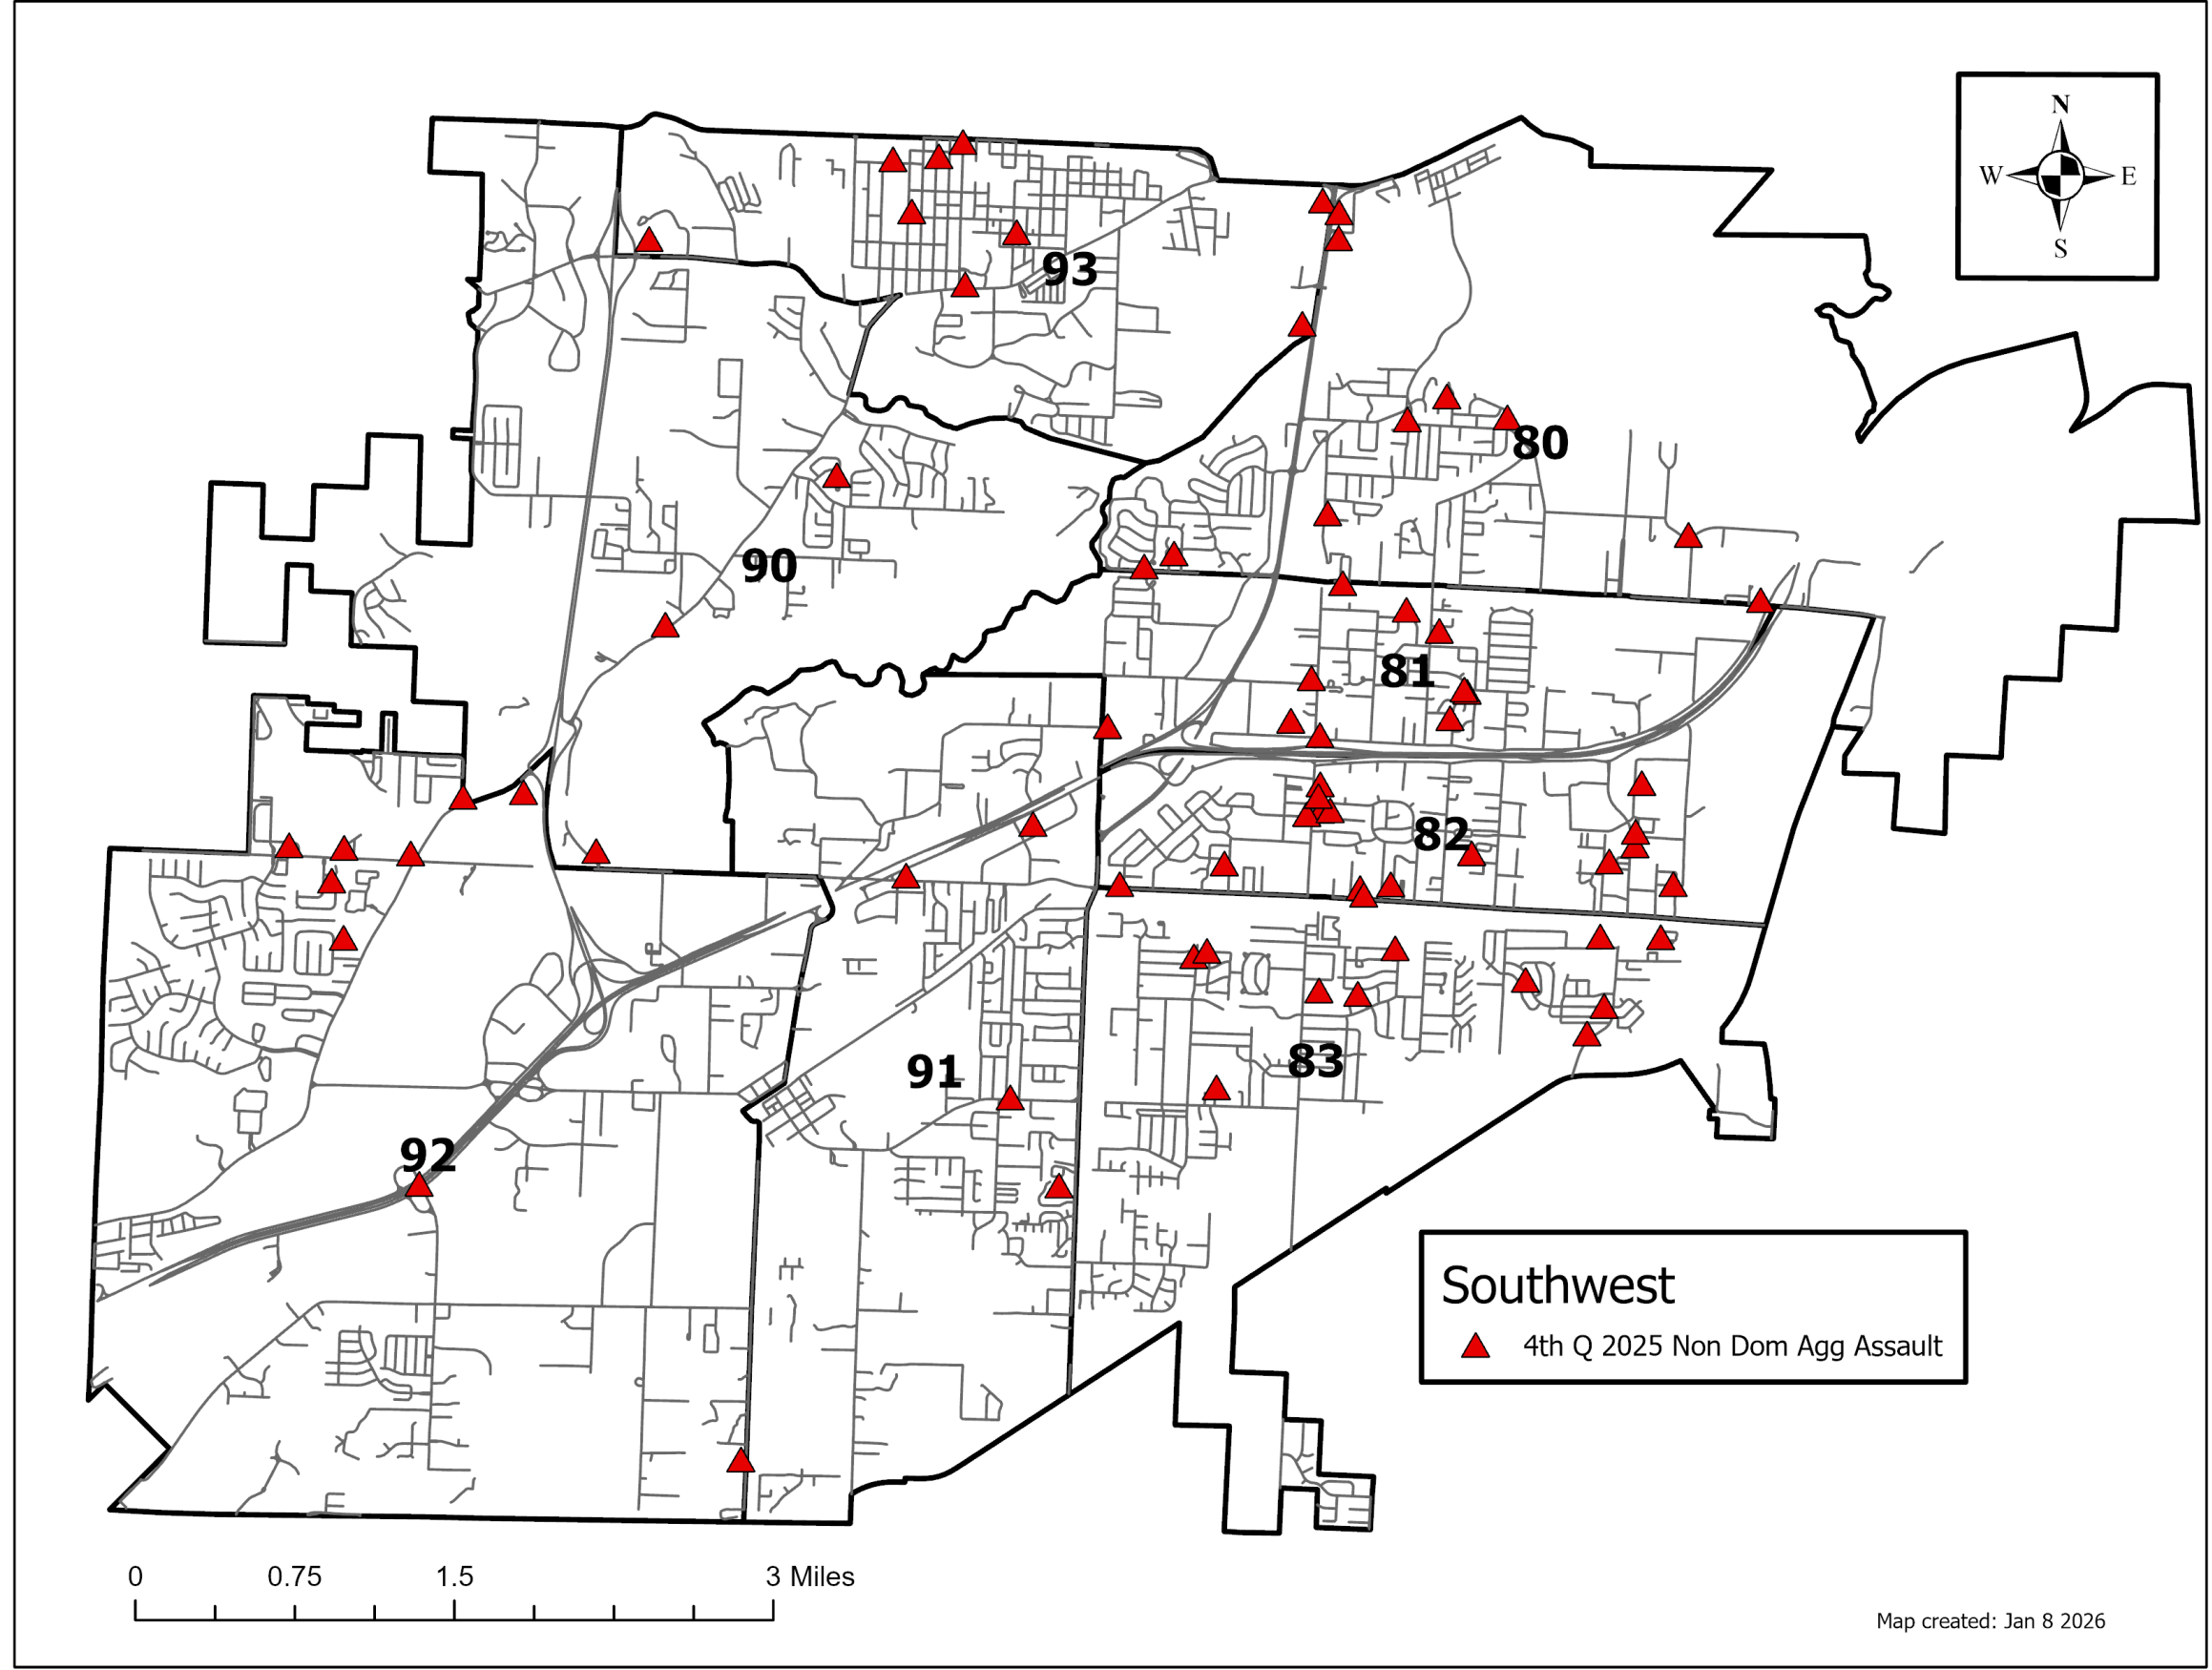 N
W E
S
93
80
90
81
82
91
83
92
Southwest
4th Q 2025 Non Dom Agg Assault
0 0.75 1.5 3 Miles
Map created: Jan 8 2026